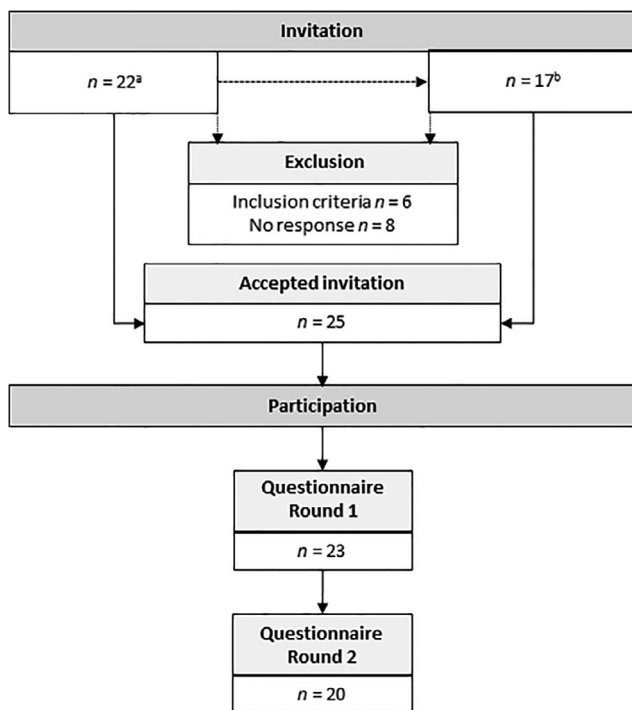 Invitation
n = 22ª
n = 17ᵇ
Exclusion
Inclusion criteria n = 6
No response n = 8
Accepted invitation
n = 25
Participation
Questionnaire
Round 1
n = 23
Questionnaire
Round 2
n = 20